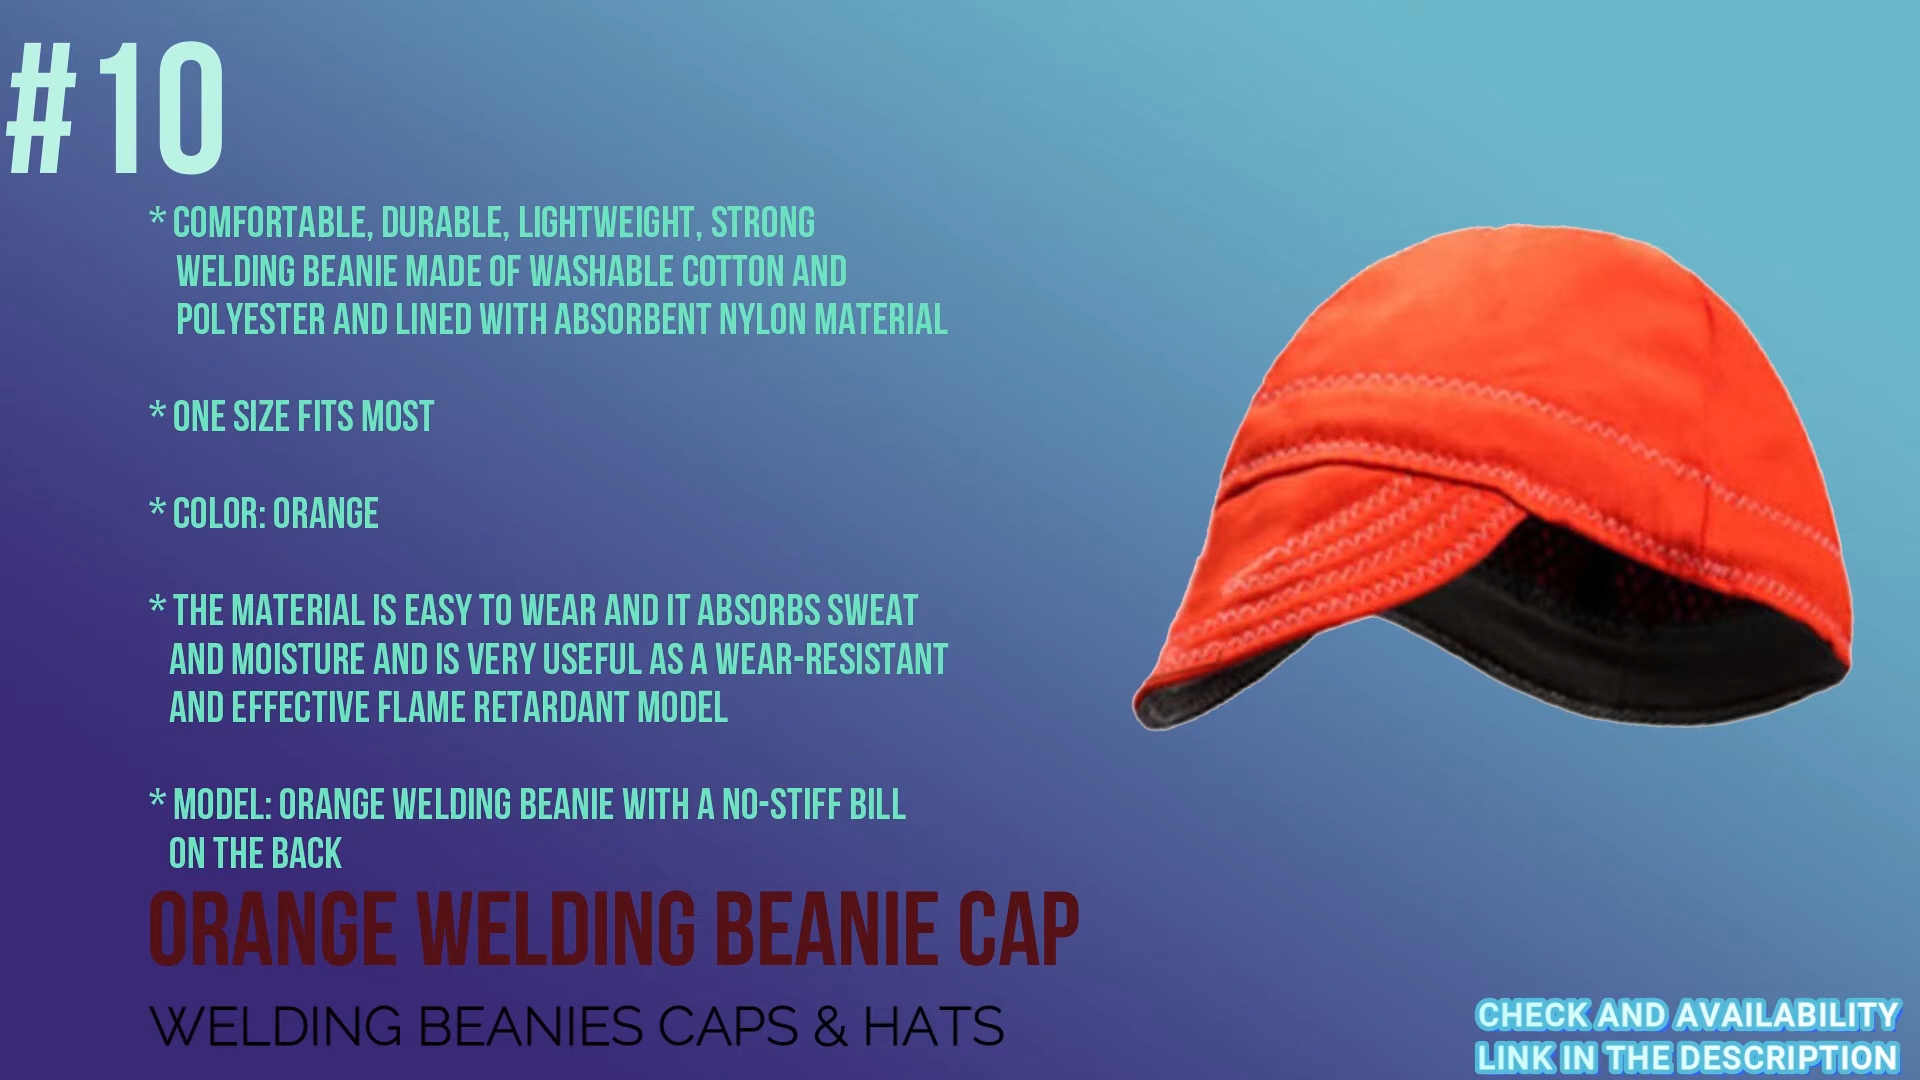 #10
* COMFORTABLE, DURABLE, LIGHTWEIGHT, STRONG
WELDING BEANIE MADE OF WASHABLE COTTON AND
POLYESTER AND LINED WITH ABSORBENT NYLON MATERIAL
* ONE SIZE FITS MOST
* COLOR: ORANGE
* THE MATERIAL IS EASY TO WEAR AND IT ABSORBS SWEAT
AND MOISTURE AND IS VERY USEFUL AS A WEAR-RESISTANT
AND EFFECTIVE FLAME RETARDANT MODEL
* MODEL: ORANGE WELDING BEANIE WITH A NO-STIFF BILL
ON THE BACK
ORANGE WELDING BEANIE CAP
WELDING BEANIES CAPS & HATS
CHECK AND AVAILABILITY
LINK IN THE DESCRIPTION